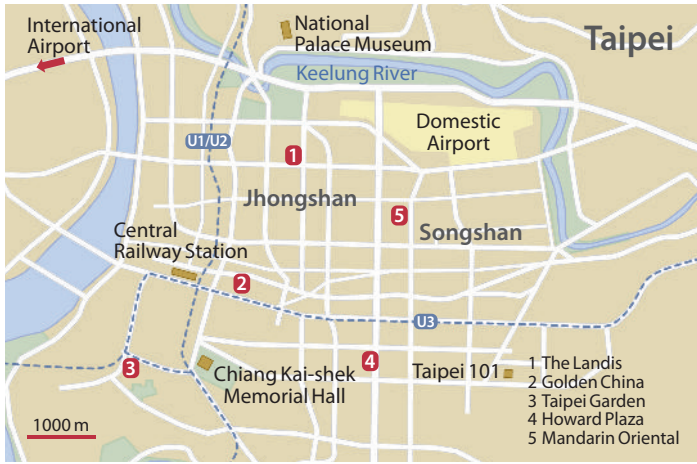 International
Airport
National
Palace Museum
Taipei
Keelung River
Domestic
Airport
U1/U2
1
Jhongshan
5
Songshan
Central
Railway Station
2
U3
3
Chiang Kai-shek
Memorial Hall
4
Taipei 101
1000 m
1 The Landis
2 Golden China
3 Taipei Garden
4 Howard Plaza
5 Mandarin Oriental